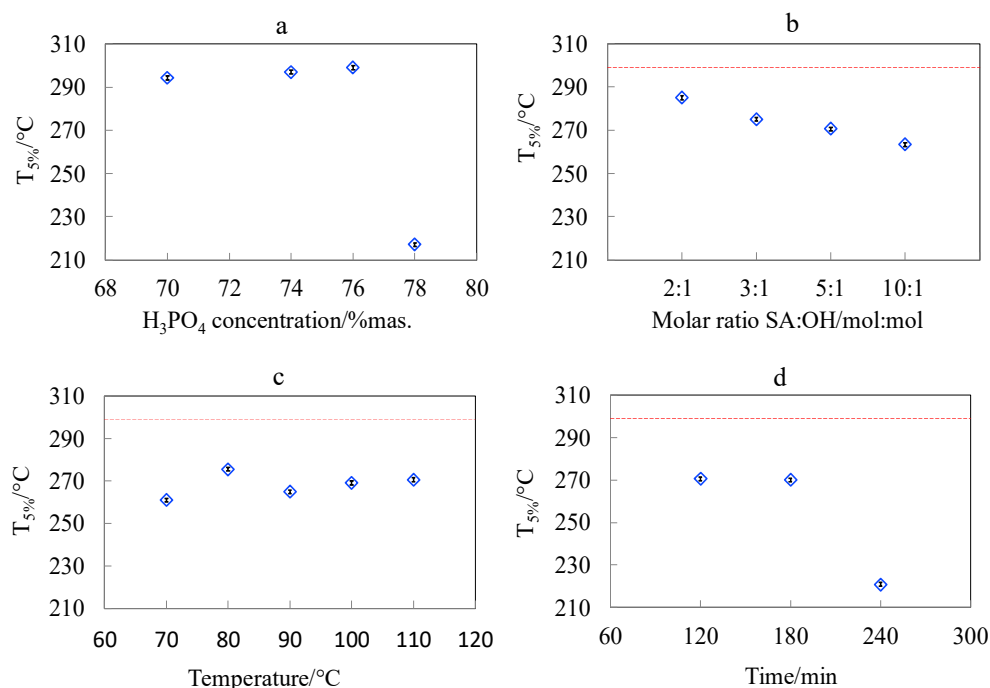 a
310
290
270
250
230
210
T5%/°C
68 70 72 74 76 78 80
H3PO4 concentration/%mas.
b
310
290
270
250
230
210
T5%/°C
2:1 3:1 5:1 10:1
Molar ratio SA:OH/mol:mol
c
310
290
270
250
230
210
T5%/°C
60 70 80 90 100 110 120
Temperature/°C
d
310
290
270
250
230
210
T5%/°C
60 120 180 240 300
Time/min